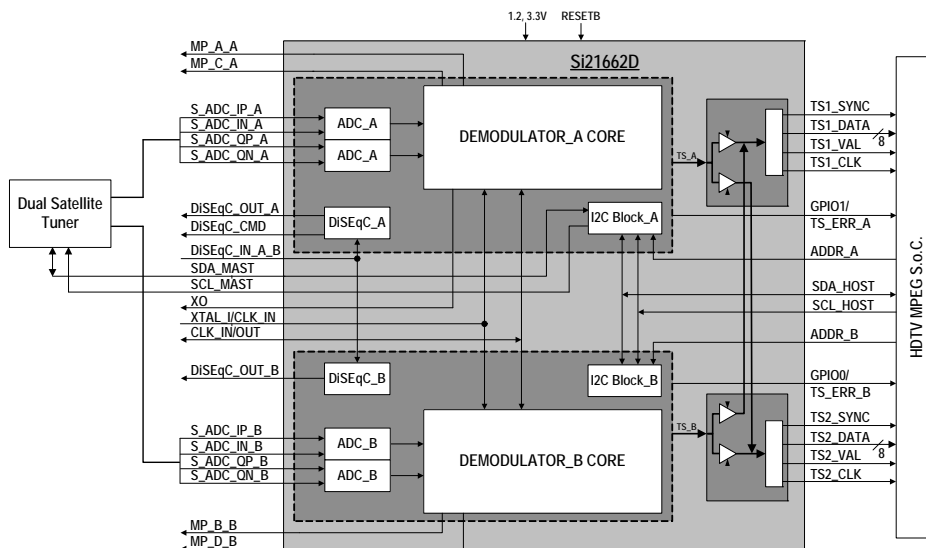 1.2, 3.3V
RESETB
Si21662D
MP_A_A
MP_C_A
S_ADC_IP_A
S_ADC_IN_A
S_ADC_QP_A
S_ADC_QN_A
ADC_A
ADC_A
DEMODULATOR_A CORE
TS_A
TS1_SYNC
TS1_DATA
8
TS1_VAL
TS1_CLK
Dual Satellite
Tuner
DiSEqC_OUT_A
DiSEqC_CMD
DiSEqC_A
I2C Block_A
GPIO1/
TS_ERR_A
DiSEqC_IN_A_B
SDA_MAST
SCL_MAST
ADDR_A
XO
XTAL_I/CLK_IN
CLK_IN/OUT
SDA_HOST
SCL_HOST
ADDR_B
HDTV MPEG S.o.C.
DiSEqC_OUT_B
DiSEqC_B
I2C Block_B
GPIO0/
TS_ERR_B
S_ADC_IP_B
S_ADC_IN_B
S_ADC_QP_B
S_ADC_QN_B
ADC_B
ADC_B
DEMODULATOR_B CORE
TS_B
TS2_SYNC
TS2_DATA
8
TS2_VAL
TS2_CLK
MP_B_B
MP_D_B